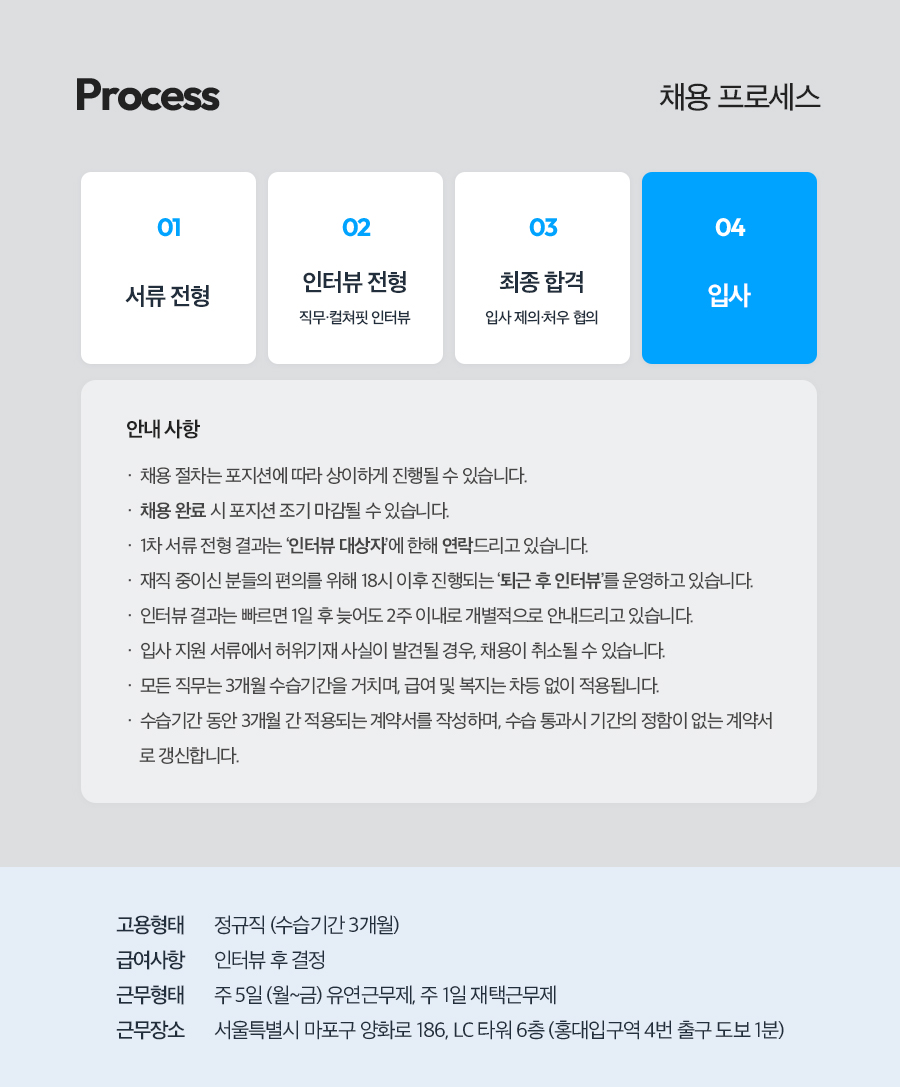 Process
채용 프로세스
01
서류 전형
02
인터뷰 전형
직무·컬쳐핏 인터뷰
03
최종 합격
입사 제의·처우 협의
04
입사
안내 사항
· 채용 절차는 포지션에 따라 상이하게 진행될 수 있습니다.
· 채용 완료 시 포지션 조기 마감될 수 있습니다.
· 1차 서류 전형 결과는 ‘인터뷰 대상자’에 한해 연락드리고 있습니다.
· 재직 중이신 분들의 편의를 위해 18시 이후 진행되는 ‘퇴근 후 인터뷰’를 운영하고 있습니다.
· 인터뷰 결과는 빠르면 1일 후 늦어도 2주 이내로 개별적으로 안내드리고 있습니다.
· 입사 지원 서류에서 허위기재 사실이 발견될 경우, 채용이 취소될 수 있습니다.
· 모든 직무는 3개월 수습기간을 거치며, 급여 및 복지는 차등 없이 적용됩니다.
· 수습기간 동안 3개월 간 적용되는 계약서를 작성하며, 수습 통과시 기간의 정함이 없는 계약서
로 갱신합니다.
고용형태 정규직 (수습기간 3개월)
급여사항 인터뷰 후 결정
근무형태 주 5일 (월~금) 유연근무제, 주 1일 재택근무제
근무장소 서울특별시 마포구 양화로 186, LC 타워 6층 (홍대입구역 4번 출구 도보 1분)